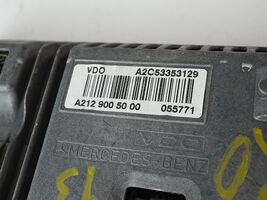 VDO A2C53353129
A212 900 50 00 055771
MERCEDES-BENZ